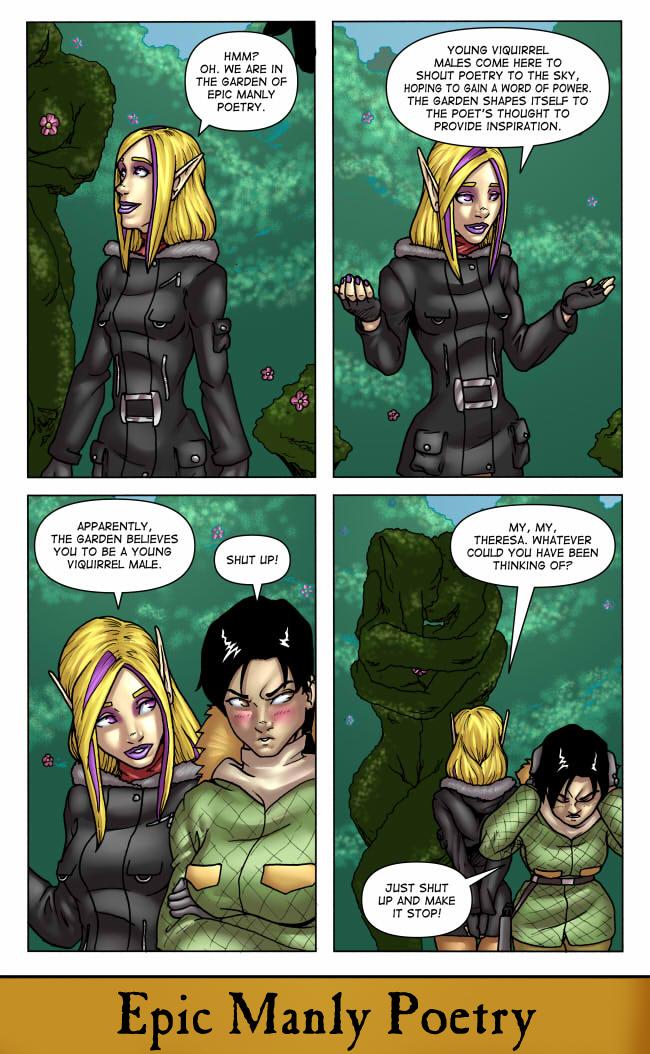 HMM?
OH. WE ARE IN
THE GARDEN OF
EPIC MANLY
POETRY.
YOUNG VIQUIRREL
MALES COME HERE TO
SHOUT POETRY TO THE SKY,
HOPING TO GAIN A WORD OF POWER.
THE GARDEN SHAPES ITSELF TO
THE POET'S THOUGHT TO
PROVIDE INSPIRATION.
APPARENTLY,
THE GARDEN BELIEVES
YOU TO BE A YOUNG
VIQUIRREL MALE.
SHUT UP!
MY, MY,
THERESA. WHATEVER
COULD YOU HAVE BEEN
THINKING OF?
JUST SHUT
UP AND MAKE
IT STOP!
Epic Manly Poetry